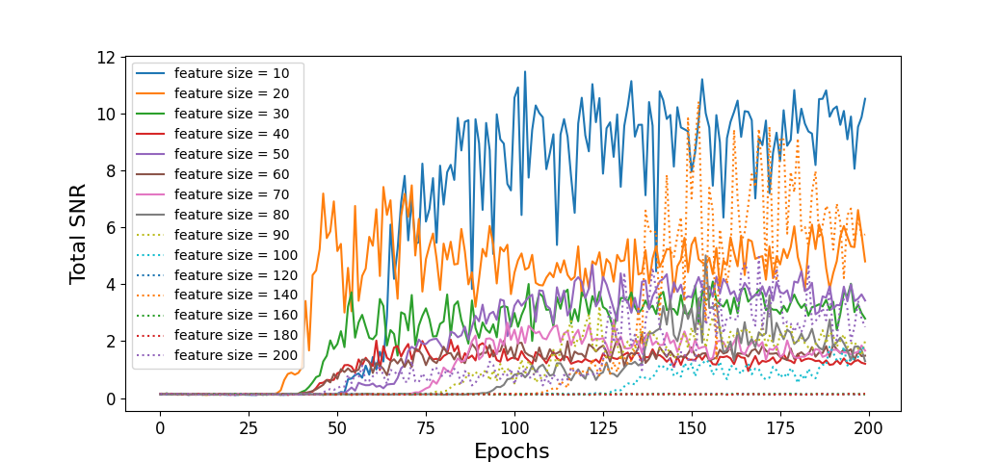 12
10
8
6
4
2
0
Total SNR
feature size = 10
feature size = 20
feature size = 30
feature size = 40
feature size = 50
feature size = 60
feature size = 70
feature size = 80
feature size = 90
feature size = 100
feature size = 120
feature size = 140
feature size = 160
feature size = 180
feature size = 200
0 25 50 75 100 125 150 175 200
Epochs